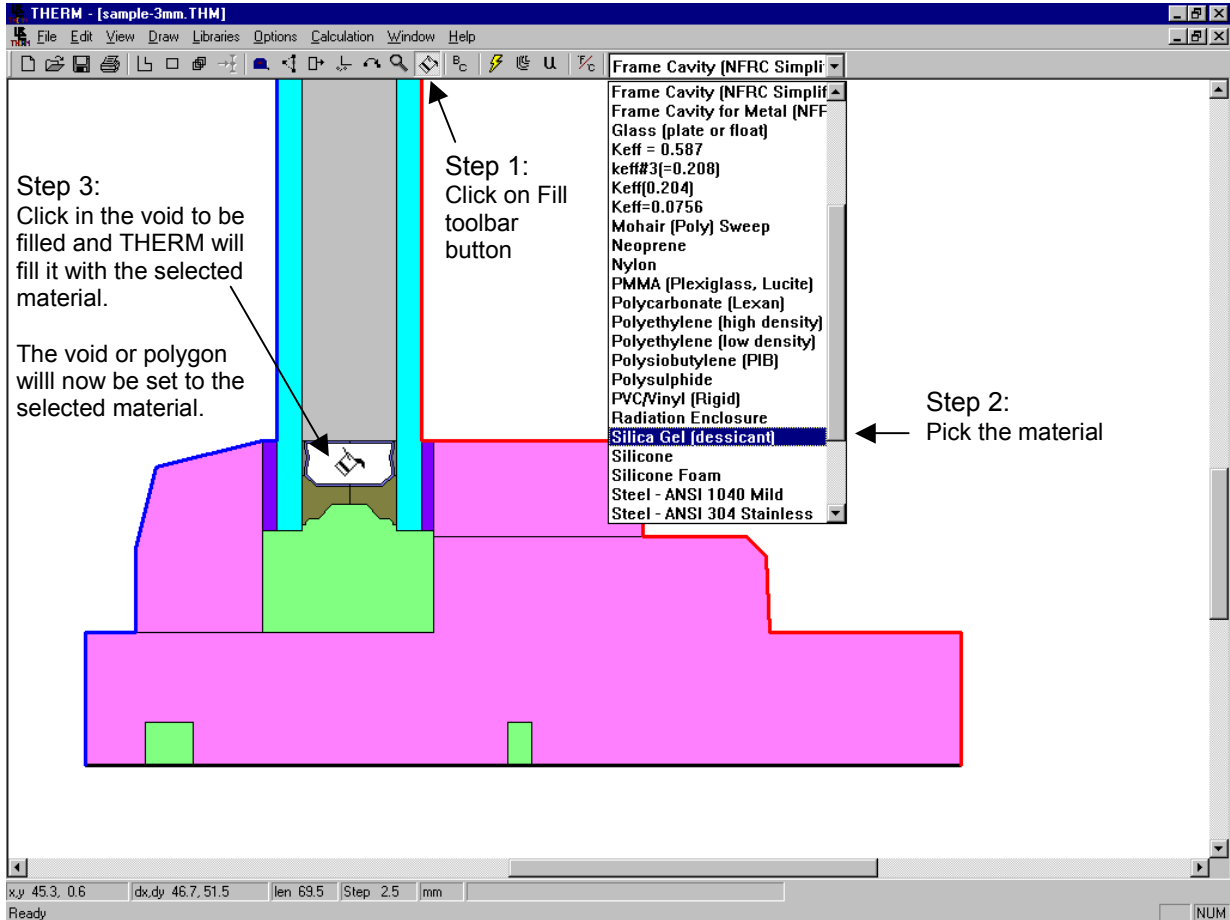 THERM - [sample-3mm.THM]
File Edit View Draw Libraries Options Calculation Window Help
BC U F/C Frame Cavity (NFRC Simpli
Frame Cavity (NFRC Simplif
Frame Cavity for Metal (NFF
Glass (plate or float)
Keff = 0.587
keff#3(=0.208)
Keff(0.204)
Keff=0.0756
Mohair (Poly) Sweep
Neoprene
Nylon
PMMA (Plexiglass, Lucite)
Polycarbonate (Lexan)
Polyethylene (high density)
Polyethylene (low density)
Polysiobutylene (PIB)
Polysulphide
PVC/Vinyl (Rigid)
Radiation Enclosure
Silica Gel (dessicant)
Silicone
Silicone Foam
Steel - ANSI 1040 Mild
Steel - ANSI 304 Stainless
Step 1:
Click on Fill
toolbar
button
Step 2:
Pick the material
Step 3:
Click in the void to be
filled and THERM will
fill it with the selected
material.
The void or polygon
willl now be set to the
selected material.
x,y 45.3, 0.6 dx,dy 46.7, 51.5 len 69.5 Step 2.5 mm
Ready NUM